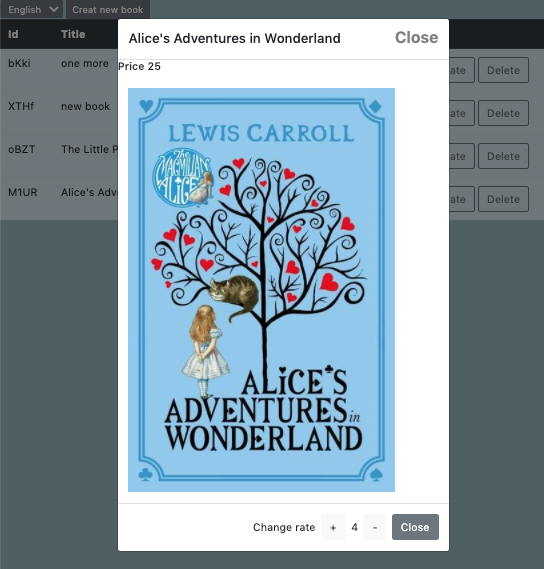 English Creat new book
Id Title
Alice's Adventures in Wonderland Close
Price 25
bKki one more ate Delete
XTHf new book ate Delete
oBZT The Little P ate Delete
M1UR Alice's Adv ate Delete
LEWIS CARROLL
The
MACMILLAN
ALICE
ALICE'S
ADVENTURES in
WONDERLAND
Change rate + 4 - Close